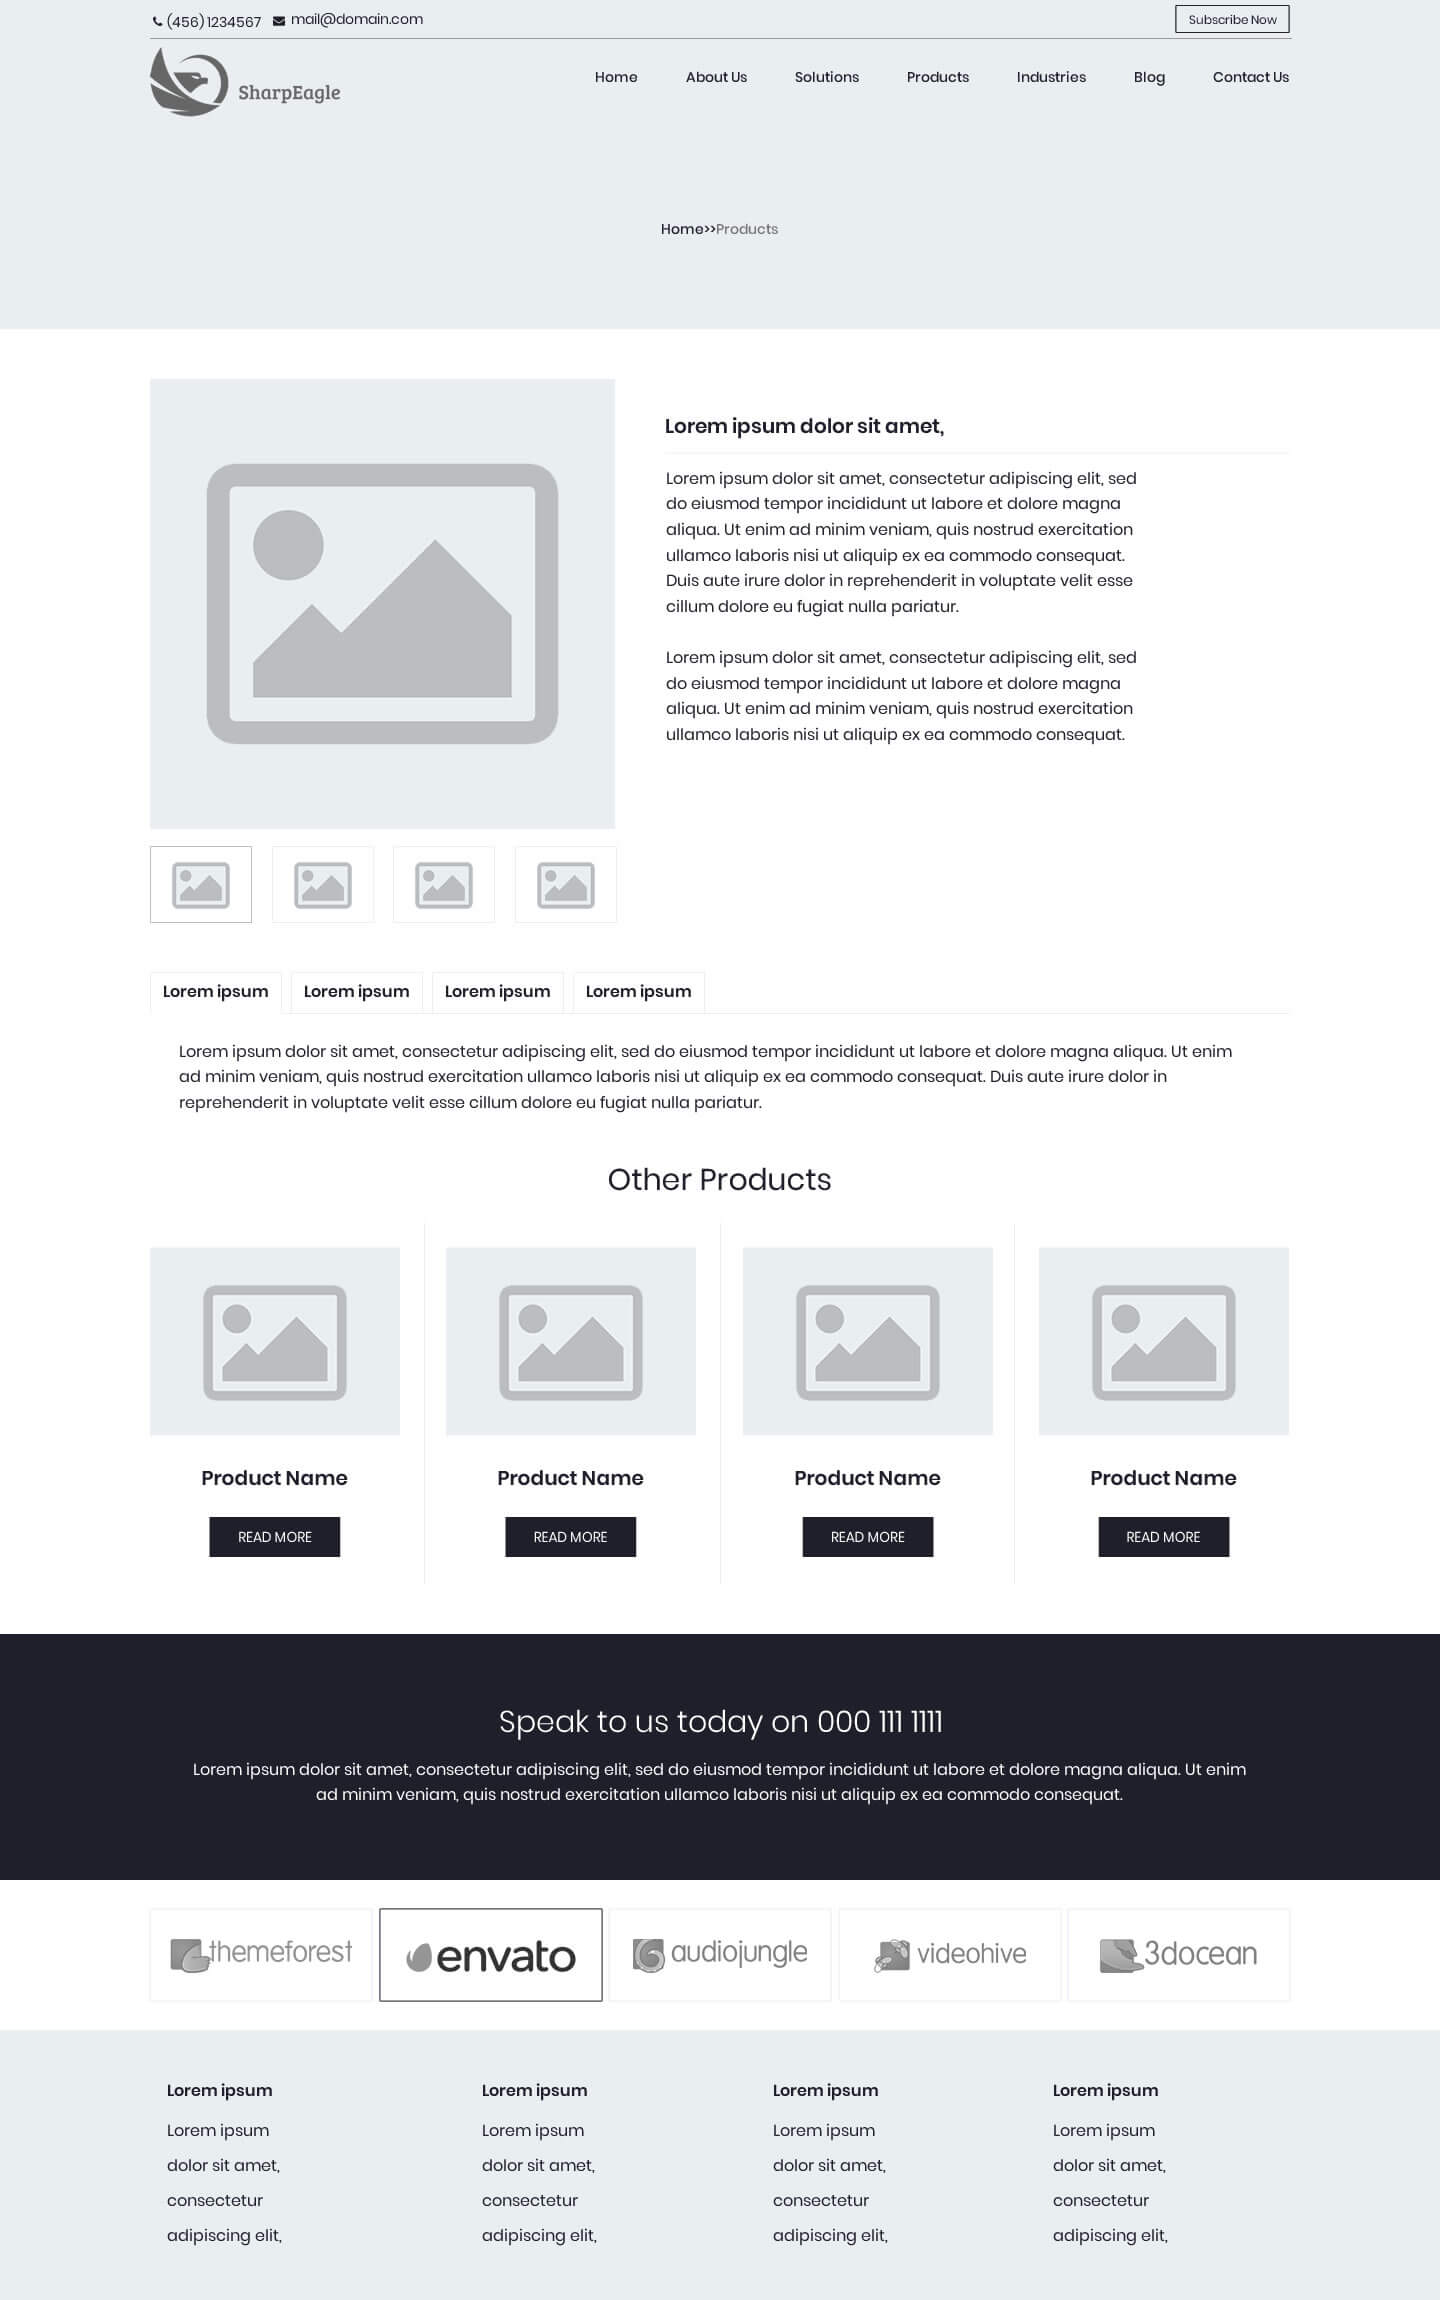 (456) 1234567 mail@domain.com Subscribe Now
SharpEagle
Home About Us Solutions Products Industries Blog Contact Us
Home>>Products
Lorem ipsum dolor sit amet,
Lorem ipsum dolor sit amet, consectetur adipiscing elit, sed
do eiusmod tempor incididunt ut labore et dolore magna
aliqua. Ut enim ad minim veniam, quis nostrud exercitation
ullamco laboris nisi ut aliquip ex ea commodo consequat.
Duis aute irure dolor in reprehenderit in voluptate velit esse
cillum dolore eu fugiat nulla pariatur.
Lorem ipsum dolor sit amet, consectetur adipiscing elit, sed
do eiusmod tempor incididunt ut labore et dolore magna
aliqua. Ut enim ad minim veniam, quis nostrud exercitation
ullamco laboris nisi ut aliquip ex ea commodo consequat.
Lorem ipsum Lorem ipsum Lorem ipsum Lorem ipsum
Lorem ipsum dolor sit amet, consectetur adipiscing elit, sed do eiusmod tempor incididunt ut labore et dolore magna aliqua. Ut enim
ad minim veniam, quis nostrud exercitation ullamco laboris nisi ut aliquip ex ea commodo consequat. Duis aute irure dolor in
reprehenderit in voluptate velit esse cillum dolore eu fugiat nulla pariatur.
Other Products
Product Name Product Name Product Name Product Name
READ MORE READ MORE READ MORE READ MORE
Speak to us today on 000 111 1111
Lorem ipsum dolor sit amet, consectetur adipiscing elit, sed do eiusmod tempor incididunt ut labore et dolore magna aliqua. Ut enim
ad minim veniam, quis nostrud exercitation ullamco laboris nisi ut aliquip ex ea commodo consequat.
themeforest envato audiojungle videohive 3docean
Lorem ipsum Lorem ipsum Lorem ipsum Lorem ipsum
Lorem ipsum Lorem ipsum Lorem ipsum Lorem ipsum
dolor sit amet, dolor sit amet, dolor sit amet, dolor sit amet,
consectetur consectetur consectetur consectetur
adipiscing elit, adipiscing elit, adipiscing elit, adipiscing elit,